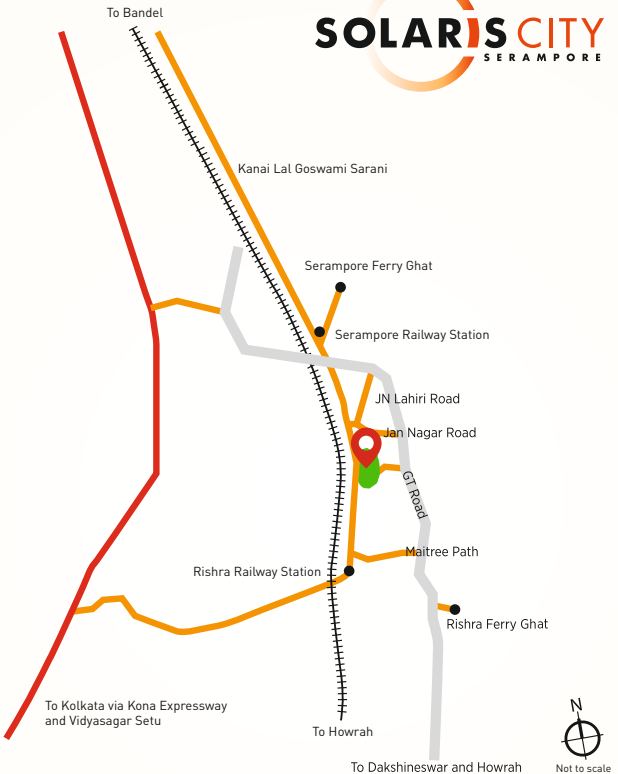 To Bandel
SOLARIS CITY
SERAMPORE
Kanai Lal Goswami Sarani
Serampore Ferry Ghat
Serampore Railway Station
JN Lahiri Road
Jan Nagar Road
GT Road
Maitree Path
Rishra Railway Station
Rishra Ferry Ghat
To Kolkata via Kona Expressway
and Vidyasagar Setu
To Howrah
N
To Dakshineswar and Howrah
Not to scale